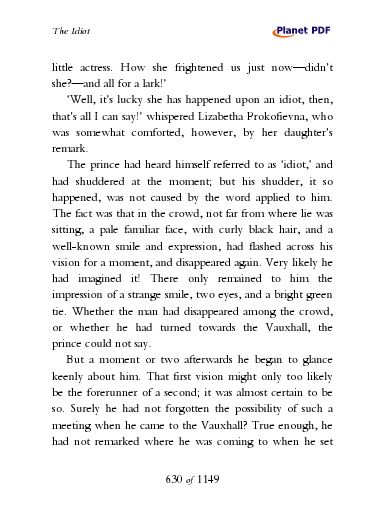 The Idiot
Planet PDF
little actress. How she frightened us just now—didn't
she?—and all for a lark!'
'Well, it's lucky she has happened upon an idiot, then,
that's all I can say!' whispered Lizabetha Prokofievna, who
was somewhat comforted, however, by her daughter's
remark.
The prince had heard himself referred to as 'idiot,' and
had shuddered at the moment; but his shudder, it so
happened, was not caused by the word applied to him.
The fact was that in the crowd, not far from where lie was
sitting, a pale familiar face, with curly black hair, and a
well-known smile and expression, had flashed across his
vision for a moment, and disappeared again. Very likely he
had imagined it! There only remained to him the
impression of a strange smile, two eyes, and a bright green
tie. Whether the man had disappeared among the crowd,
or whether he had turned towards the Vauxhall, the
prince could not say.
But a moment or two afterwards he began to glance
keenly about him. That first vision might only too likely
be the forerunner of a second; it was almost certain to be
so. Surely he had not forgotten the possibility of such a
meeting when he came to the Vauxhall? True enough, he
had not remarked where he was coming to when he set
630 of 1149